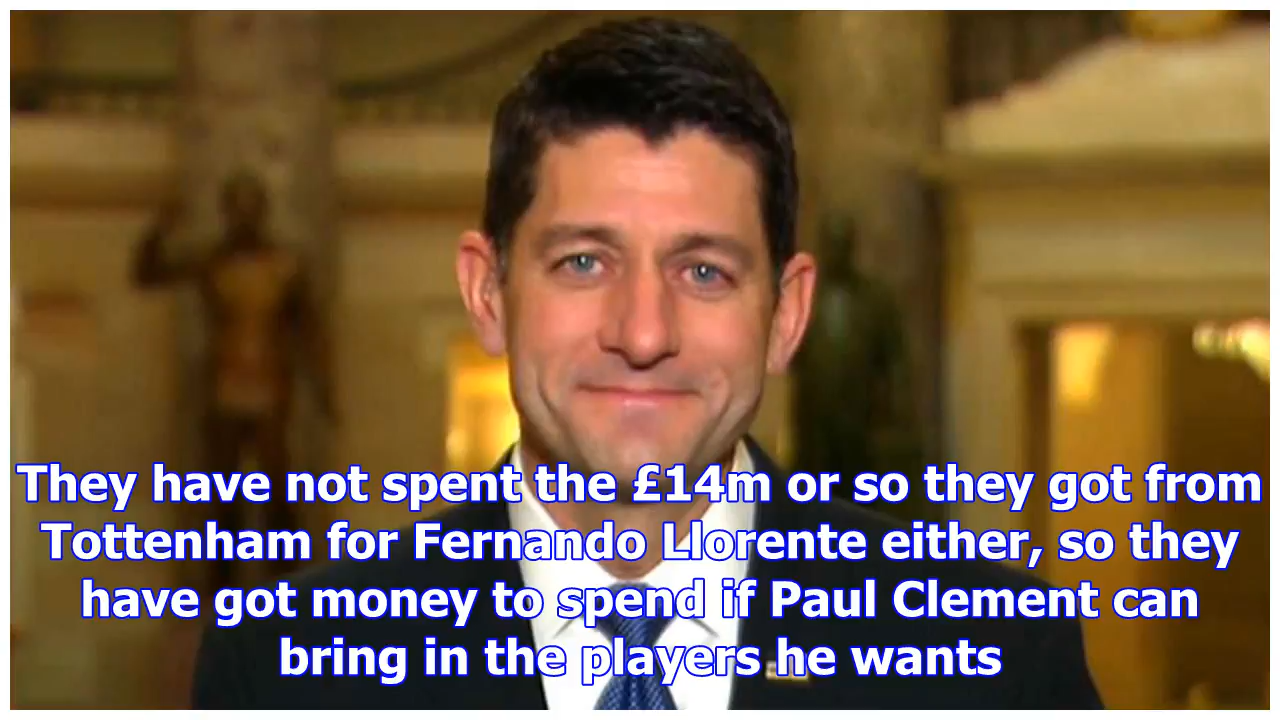 They have not spent the £14m or so they got from
Tottenham for Fernando Llorente either, so they
have got money to spend if Paul Clement can
bring in the players he wants